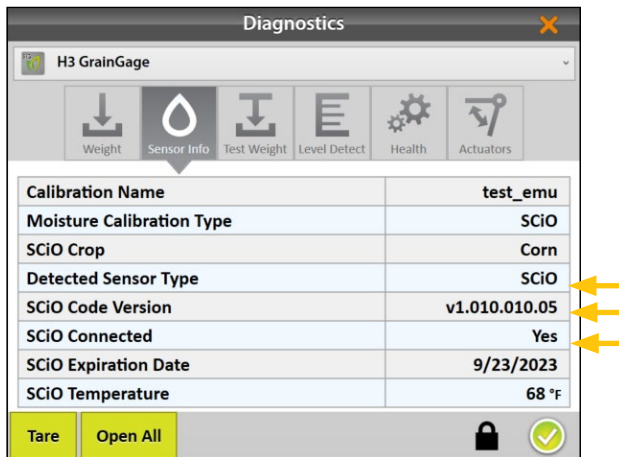 Diagnostics
H3 GrainGage
Weight Sensor Info Test Weight Level Detect Health Actuators
Calibration Name test_emu
Moisture Calibration Type SCiO
SCiO Crop Corn
Detected Sensor Type SCiO
SCiO Code Version v1.010.010.05
SCiO Connected Yes
SCiO Expiration Date 9/23/2023
SCiO Temperature 68 °F
Tare Open All